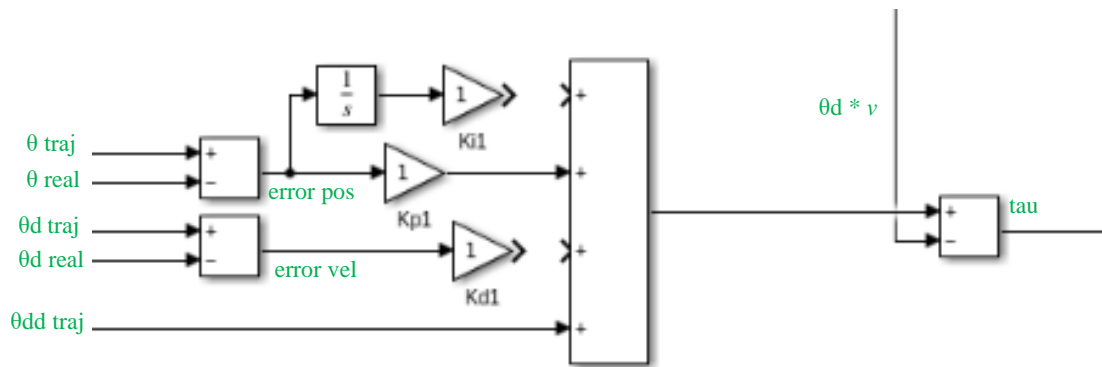 1
s
1
Ki1
+
θd * v
θ traj
+
θ real
−
error pos
1
Kp1
+
θd traj
+
θd real
−
error vel
1
Kd1
+
+
−
tau
θdd traj
+